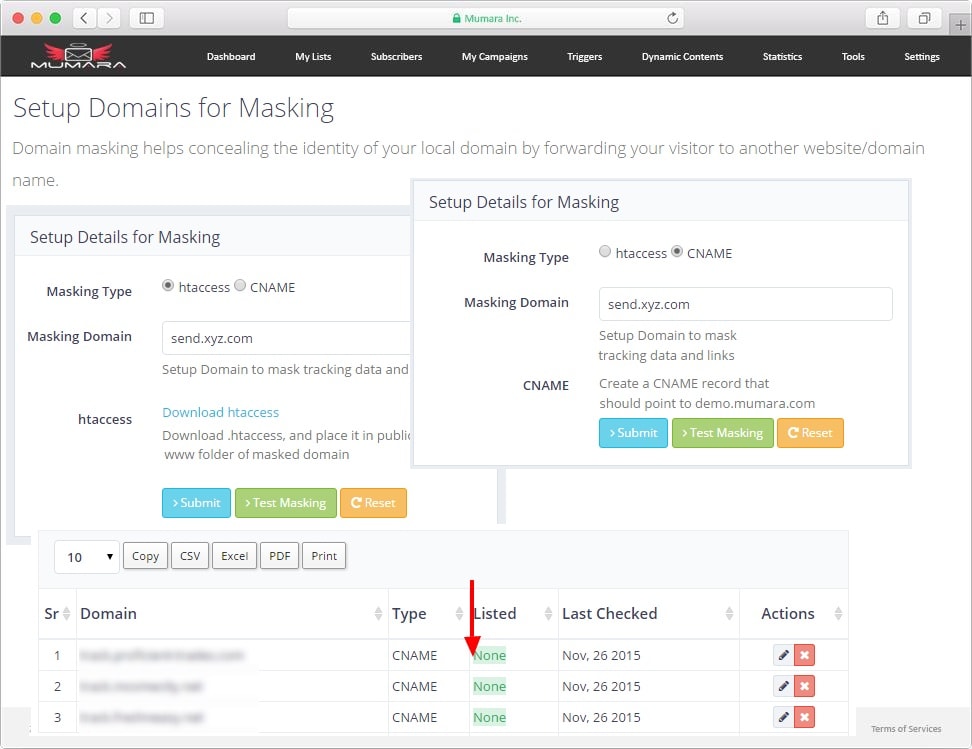 Mumara Inc.
MUMARA
Dashboard My Lists Subscribers My Campaigns Triggers Dynamic Contents Statistics Tools Settings
Setup Domains for Masking
Domain masking helps concealing the identity of your local domain by forwarding your visitor to another website/domain
name.
Setup Details for Masking
Masking Type htaccess CNAME
Masking Domain send.xyz.com
Setup Domain to mask tracking data and
htaccess Download htaccess
Download .htaccess, and place it in public
www folder of masked domain
Submit Test Masking Reset
Setup Details for Masking
Masking Type htaccess CNAME
Masking Domain send.xyz.com
Setup Domain to mask
tracking data and links
CNAME Create a CNAME record that
should point to demo.mumara.com
Submit Test Masking Reset
10 Copy CSV Excel PDF Print
Sr Domain Type Listed Last Checked Actions
1 CNAME None Nov, 26 2015
2 CNAME None Nov, 26 2015
3 CNAME None Nov, 26 2015
Terms of Services